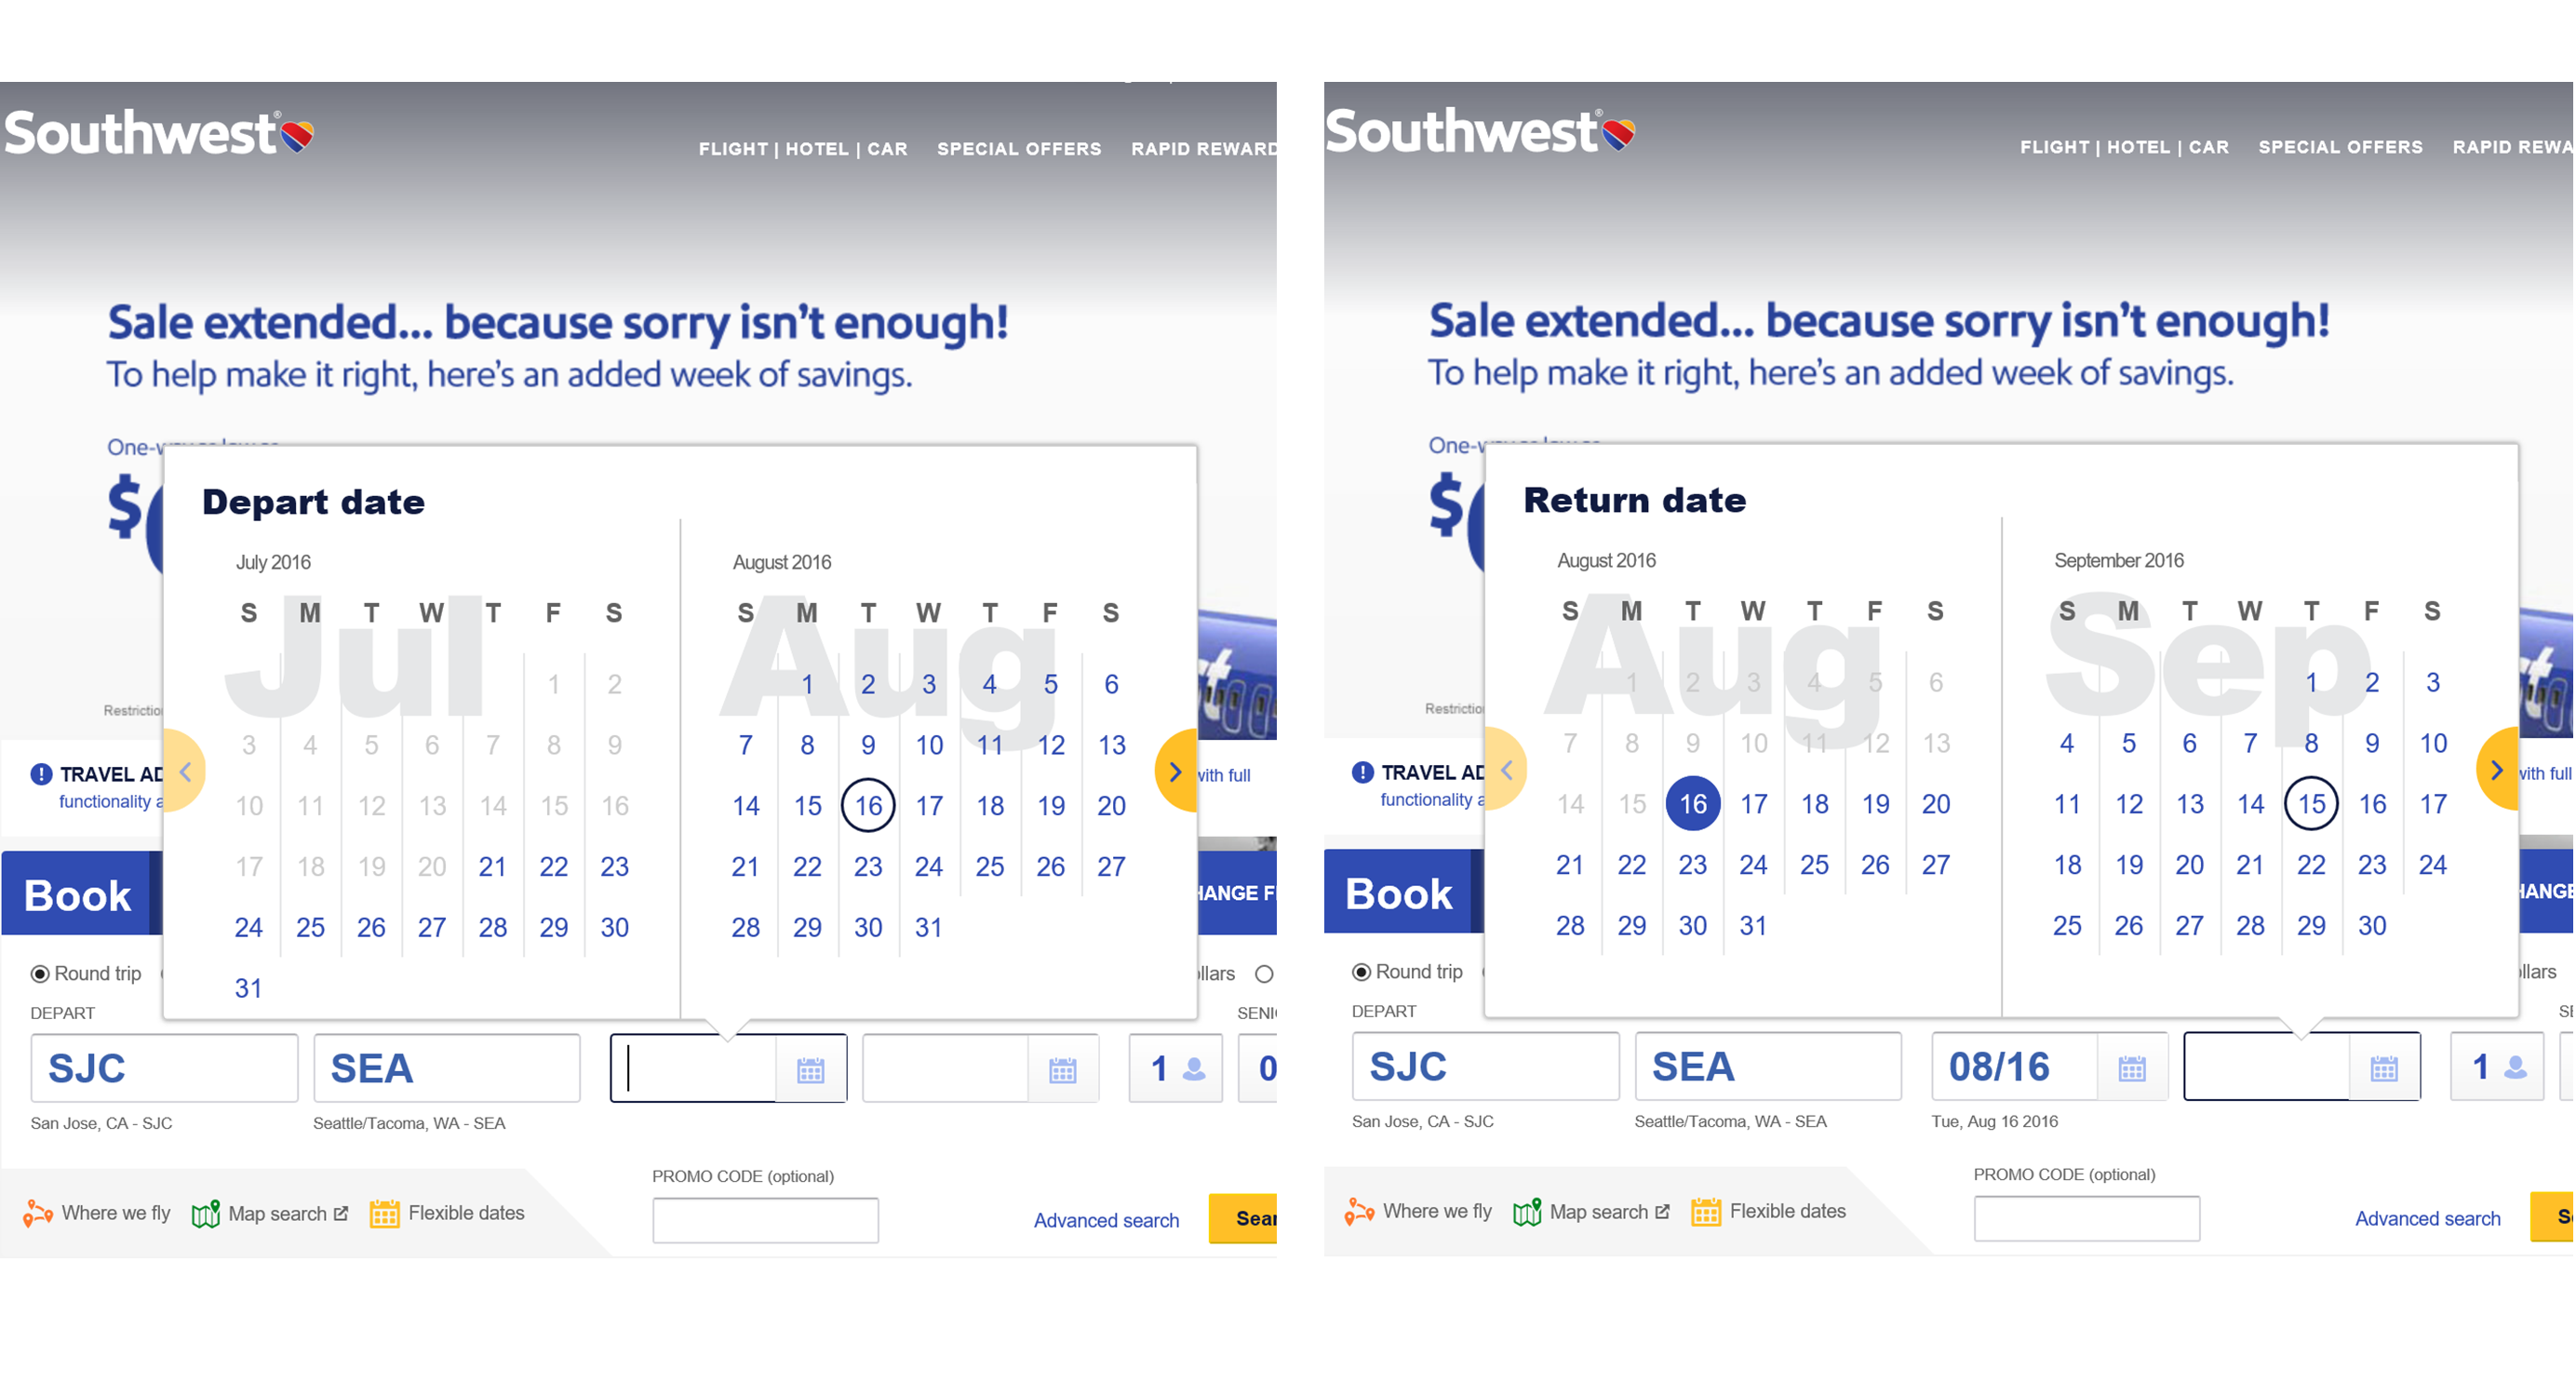 Southwest®
FLIGHT | HOTEL | CAR SPECIAL OFFERS RAPID REWARD
Sale extended... because sorry isn't enough!
To help make it right, here's an added week of savings.
One-
$
Depart date
July 2016
Jul
S M T W T F S
1 2
3 4 5 6 7 8 9
10 11 12 13 14 15 16
17 18 19 20 21 22 23
24 25 26 27 28 29 30
31
August 2016
Aug
S M T W T F S
1 2 3 4 5 6
7 8 9 10 11 12 13
14 15 16 17 18 19 20
21 22 23 24 25 26 27
28 29 30 31
Restrictio
! TRAVEL AD
functionality a
with full
Book
HANGE F
Round trip
llars
DEPART
SENI
SJC
SEA
1
0
San Jose, CA - SJC
Seattle/Tacoma, WA - SEA
PROMO CODE (optional)
Where we fly
Map search
Flexible dates
Advanced search
Sear
Southwest®
FLIGHT | HOTEL | CAR SPECIAL OFFERS RAPID REWA
Sale extended... because sorry isn't enough!
To help make it right, here's an added week of savings.
One-
$
Return date
August 2016
Aug
S M T W T F S
1 2 3 4 5 6
7 8 9 10 11 12 13
14 15 16 17 18 19 20
21 22 23 24 25 26 27
28 29 30 31
September 2016
Sep
S M T W T F S
1 2 3
4 5 6 7 8 9 10
11 12 13 14 15 16 17
18 19 20 21 22 23 24
25 26 27 28 29 30
Restrictio
! TRAVEL AD
functionality a
with full
Book
HANGE
Round trip
llars
DEPART
SE
SJC
SEA
08/16
1
San Jose, CA - SJC
Seattle/Tacoma, WA - SEA
Tue, Aug 16 2016
PROMO CODE (optional)
Where we fly
Map search
Flexible dates
Advanced search
S